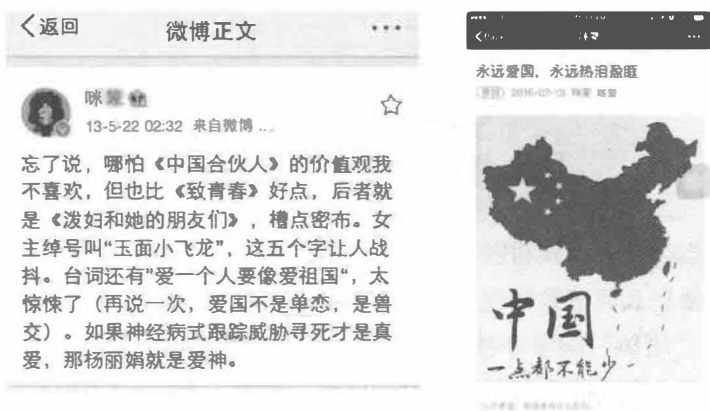 返回
微博正文
咪
13-5-22 02:32 来自微博 ...
忘了说，哪怕《中国合伙人》的价值观我
不喜欢，但也比《致青春》好点，后者就
是《泼妇和她的朋友们》，槽点密布。女
主绰号叫“玉面小飞龙”，这五个字让人战
抖。台词还有"爱一个人要像爱祖国“，太
惊悚了（再说一次，爱国不是单恋，是兽
交）。如果神经病式跟踪威胁寻死才是真
爱，那杨丽娟就是爱神。
永远爱国，永远热泪盈眶
2016-07-13
中国
一点都不能少